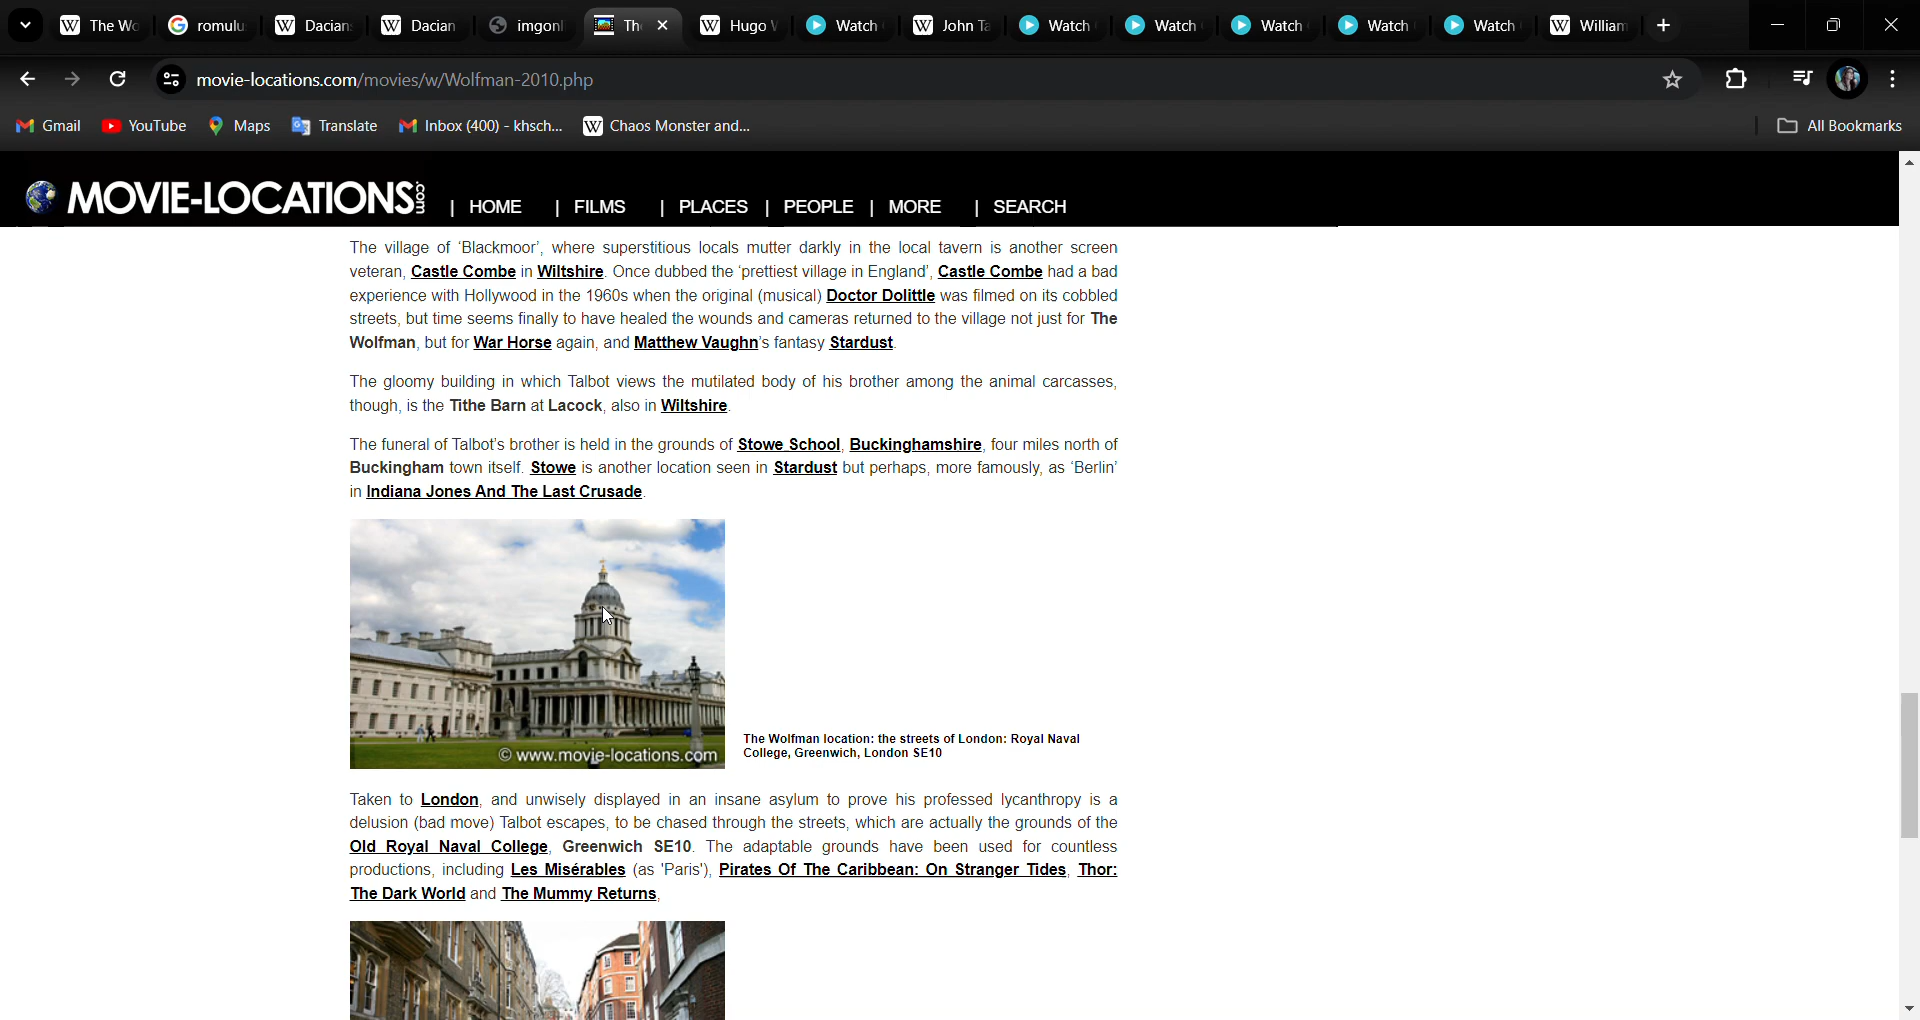 The Wo
romulu
Dacian
Dacian
imgonl
Th
Hugo W
Watch
John Ta
Watch
Watch
Watch
Watch
Watch
William
movie-locations.com/movies/w/Wolfman-2010.php
Gmail
YouTube
Maps
Translate
Inbox (400) - khsch...
Chaos Monster and...
All Bookmarks
MOVIE-LOCATIONS.com
| HOME | FILMS | PLACES | PEOPLE | MORE | SEARCH
The village of ‘Blackmoor’, where superstitious locals mutter darkly in the local tavern is another screen
veteran, Castle Combe in Wiltshire. Once dubbed the ‘prettiest village in England’, Castle Combe had a bad
experience with Hollywood in the 1960s when the original (musical) Doctor Dolittle was filmed on its cobbled
streets, but time seems finally to have healed the wounds and cameras returned to the village not just for The
Wolfman, but for War Horse again, and Matthew Vaughn's fantasy Stardust.
The gloomy building in which Talbot views the mutilated body of his brother among the animal carcasses,
though, is the Tithe Barn at Lacock, also in Wiltshire.
The funeral of Talbot's brother is held in the grounds of Stowe School, Buckinghamshire, four miles north of
Buckingham town itself. Stowe is another location seen in Stardust but perhaps, more famously, as ‘Berlin’
in Indiana Jones And The Last Crusade.
© www.movie-locations.com
The Wolfman location: the streets of London: Royal Naval
College, Greenwich, London SE10
Taken to London, and unwisely displayed in an insane asylum to prove his professed lycanthropy is a
delusion (bad move) Talbot escapes, to be chased through the streets, which are actually the grounds of the
Old Royal Naval College, Greenwich SE10. The adaptable grounds have been used for countless
productions, including Les Misérables (as 'Paris'), Pirates Of The Caribbean: On Stranger Tides, Thor:
The Dark World and The Mummy Returns,